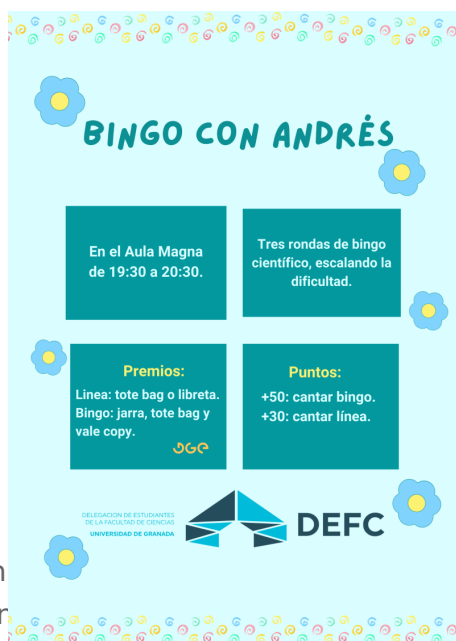 BINGO CON ANDRÉS
En el Aula Magna
de 19:30 a 20:30.
Tres rondas de bingo
científico, escalando la
dificultad.
Premios:
Linea: tote bag o libreta.
Bingo: jarra, tote bag y
vale copy.
DGE
Puntos:
+50: cantar bingo.
+30: cantar línea.
DELEGACION DE ESTUDIANTES
DE LA FACULTAD DE CIENCIAS
UNIVERSIDAD DE GRANADA
DEFC